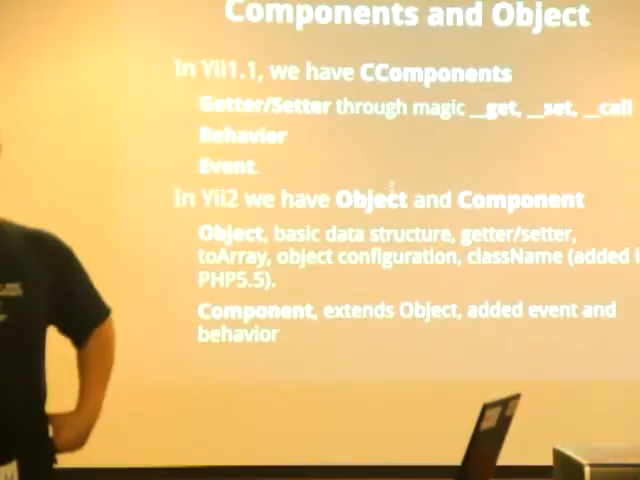 Components and Object
In Yii1.1, we have CComponents
Getter/Setter through magic __get, __set, __call
Behavior
Event.
In Yii2 we have Object and Component
Object, basic data structure, getter/setter,
toArray, object configuration, className (added i
PHP5.5).
Component, extends Object, added event and
behavior